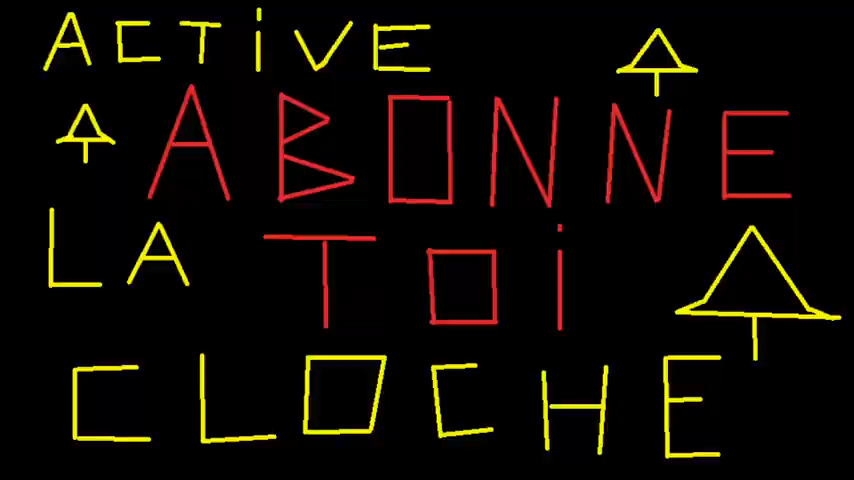 ACTiVE
ABONNE
LA
TOi
CLOCHE